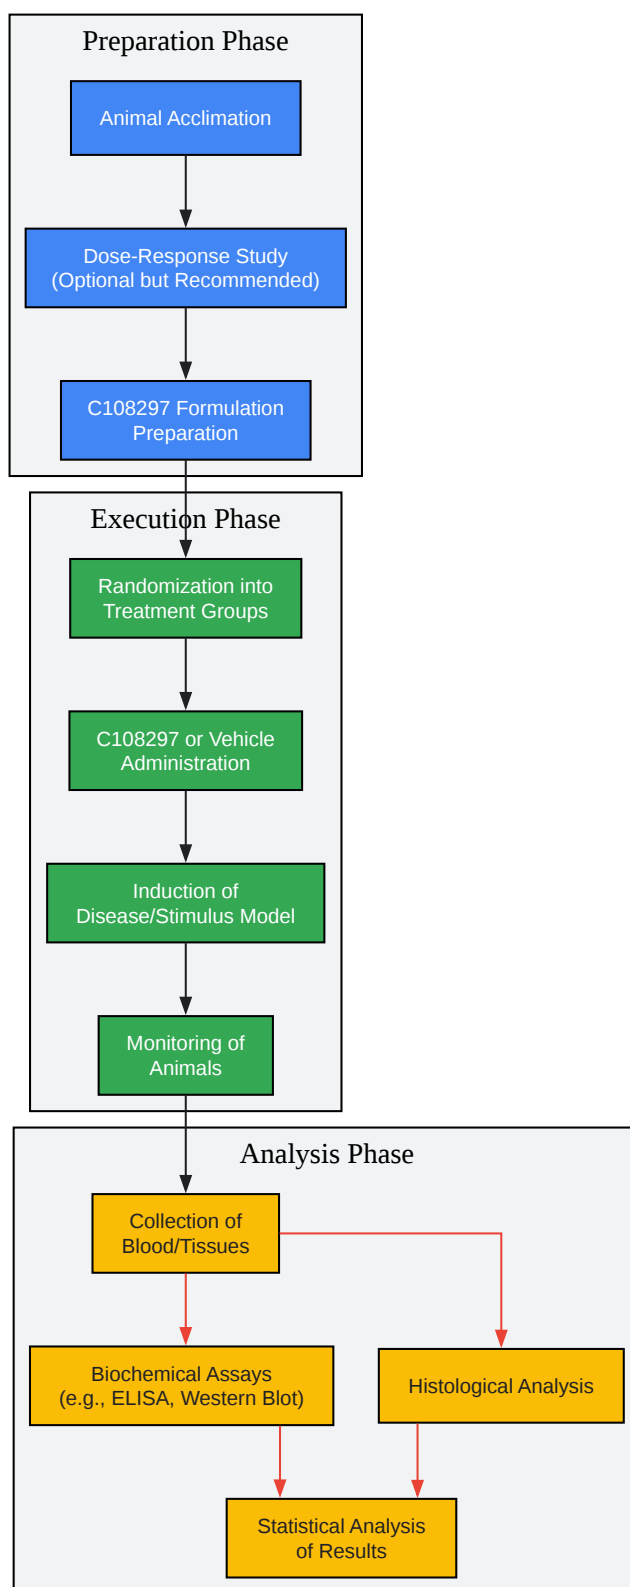 Preparation Phase
Animal Acclimation
Dose-Response Study
(Optional but Recommended)
C108297 Formulation
Preparation
Execution Phase
Randomization into
Treatment Groups
C108297 or Vehicle
Administration
Induction of
Disease/Stimulus Model
Monitoring of
Animals
Analysis Phase
Collection of
Blood/Tissues
Biochemical Assays
(e.g., ELISA, Western Blot)
Histological Analysis
Statistical Analysis
of Results